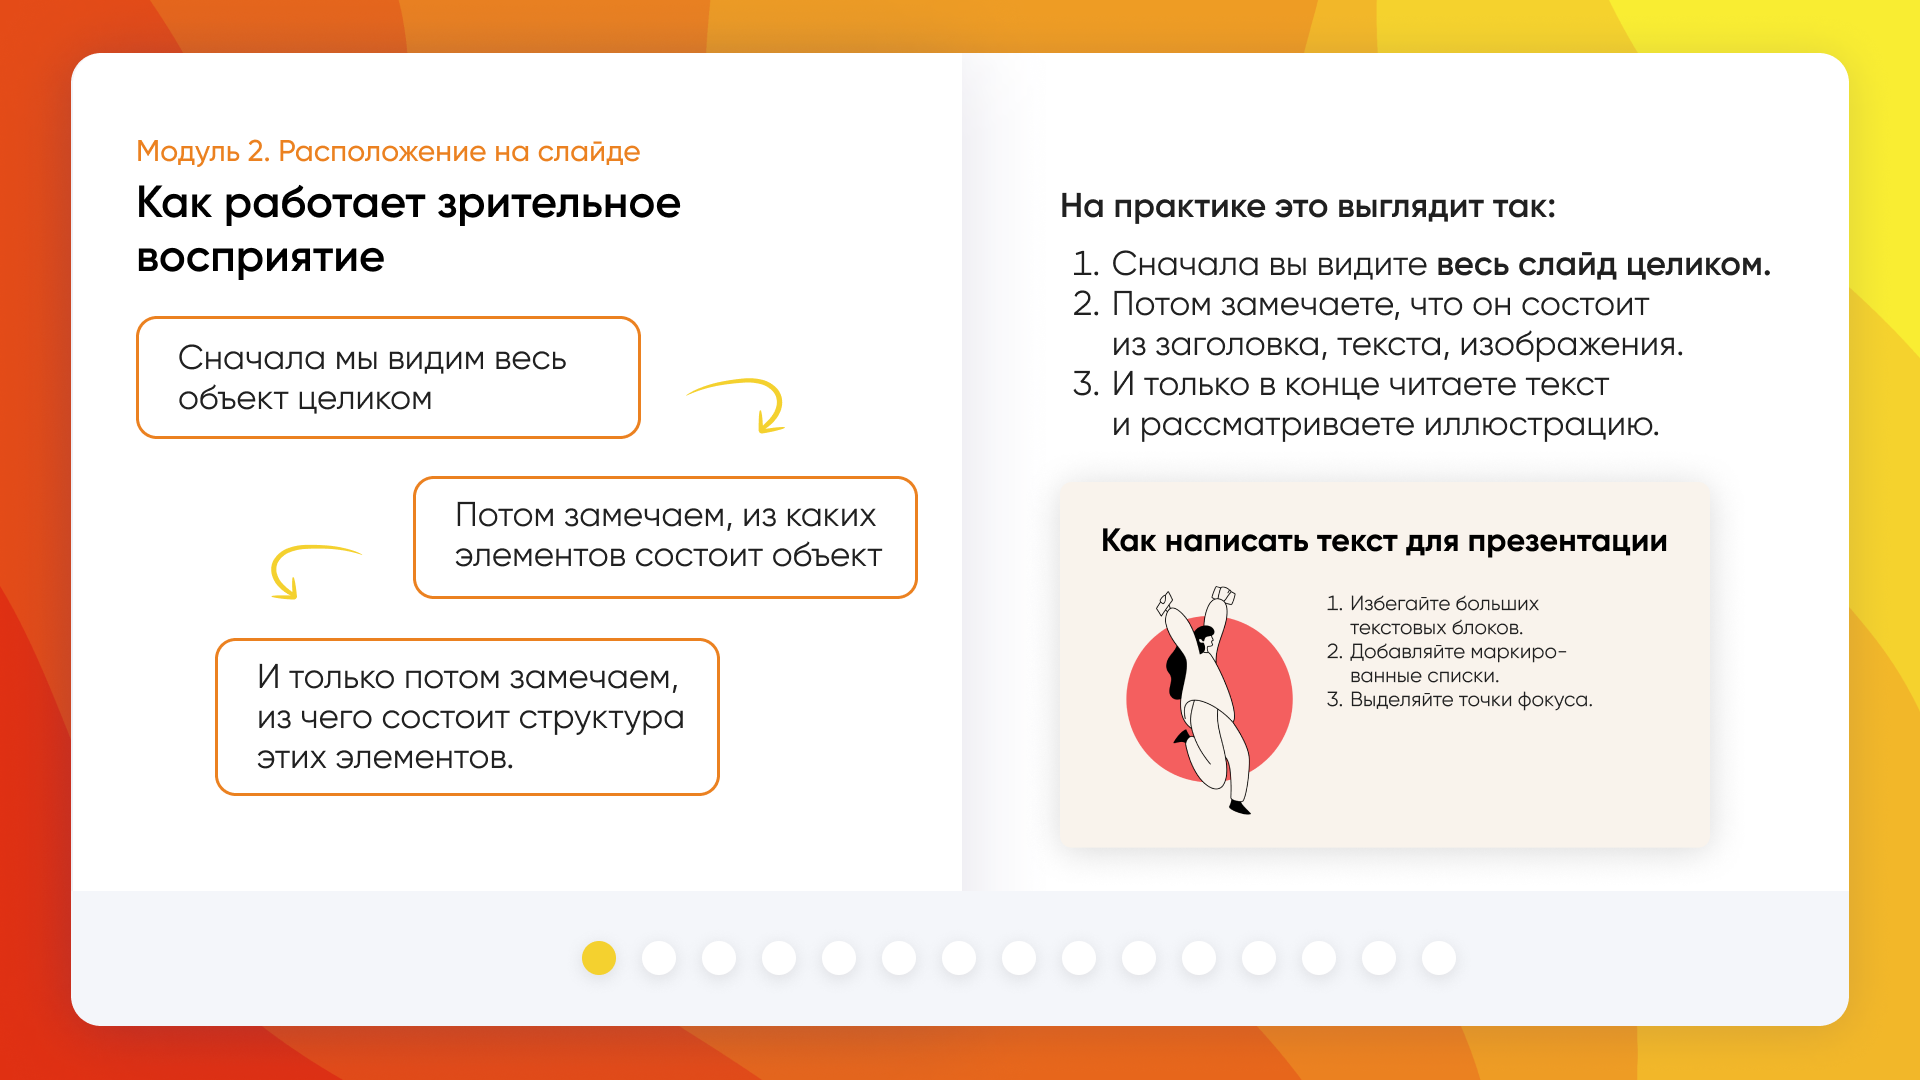 Модуль 2. Расположение на слайде
Как работает зрительное
восприятие
Сначала мы видим весь
объект целиком
Потом замечаем, из каких
элементов состоит объект
И только потом замечаем,
из чего состоит структура
этих элементов.
На практике это выглядит так:
1. Сначала вы видите весь слайд целиком.
2. Потом замечаете, что он состоит
из заголовка, текста, изображения.
3. И только в конце читаете текст
и рассматриваете иллюстрацию.
Как написать текст для презентации
1. Избегайте больших
текстовых блоков.
2. Добавляйте маркиро-
ванные списки.
3. Выделяйте точки фокуса.